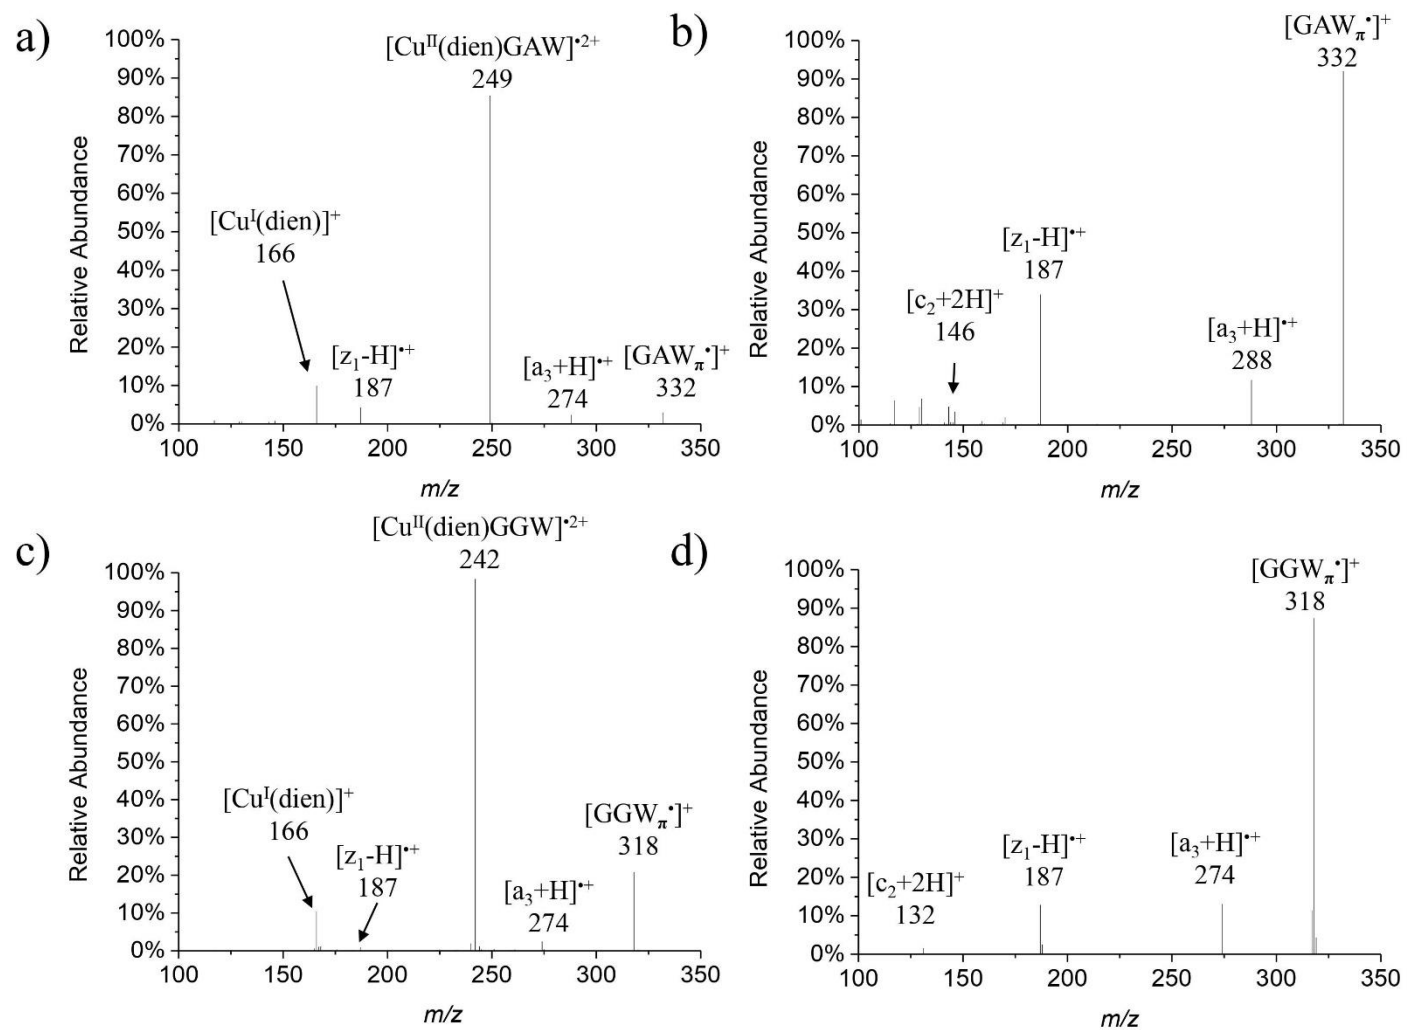 a)
[Cuᴵᴵ(dien)GAW]•²⁺
249
[Cuᴵ(dien)]⁺
166
[z₁-H]•⁺
187
[a₃+H]•⁺
274
[GAWπ•]⁺
332
100%
90%
80%
70%
60%
50%
40%
30%
20%
10%
0%
Relative Abundance
100 150 200 250 300 350
m/z
b)
[GAWπ•]⁺
332
[z₁-H]•⁺
187
[c₂+2H]⁺
146
[a₃+H]•⁺
288
100%
90%
80%
70%
60%
50%
40%
30%
20%
10%
0%
Relative Abundance
100 150 200 250 300 350
m/z
c)
[Cuᴵᴵ(dien)GGW]•²⁺
242
[Cuᴵ(dien)]⁺
166
[z₁-H]•⁺
187
[a₃+H]•⁺
274
[GGWπ•]⁺
318
100%
90%
80%
70%
60%
50%
40%
30%
20%
10%
0%
Relative Abundance
100 150 200 250 300 350
m/z
d)
[GGWπ•]⁺
318
[c₂+2H]⁺
132
[z₁-H]•⁺
187
[a₃+H]•⁺
274
100%
90%
80%
70%
60%
50%
40%
30%
20%
10%
0%
Relative Abundance
100 150 200 250 300 350
m/z